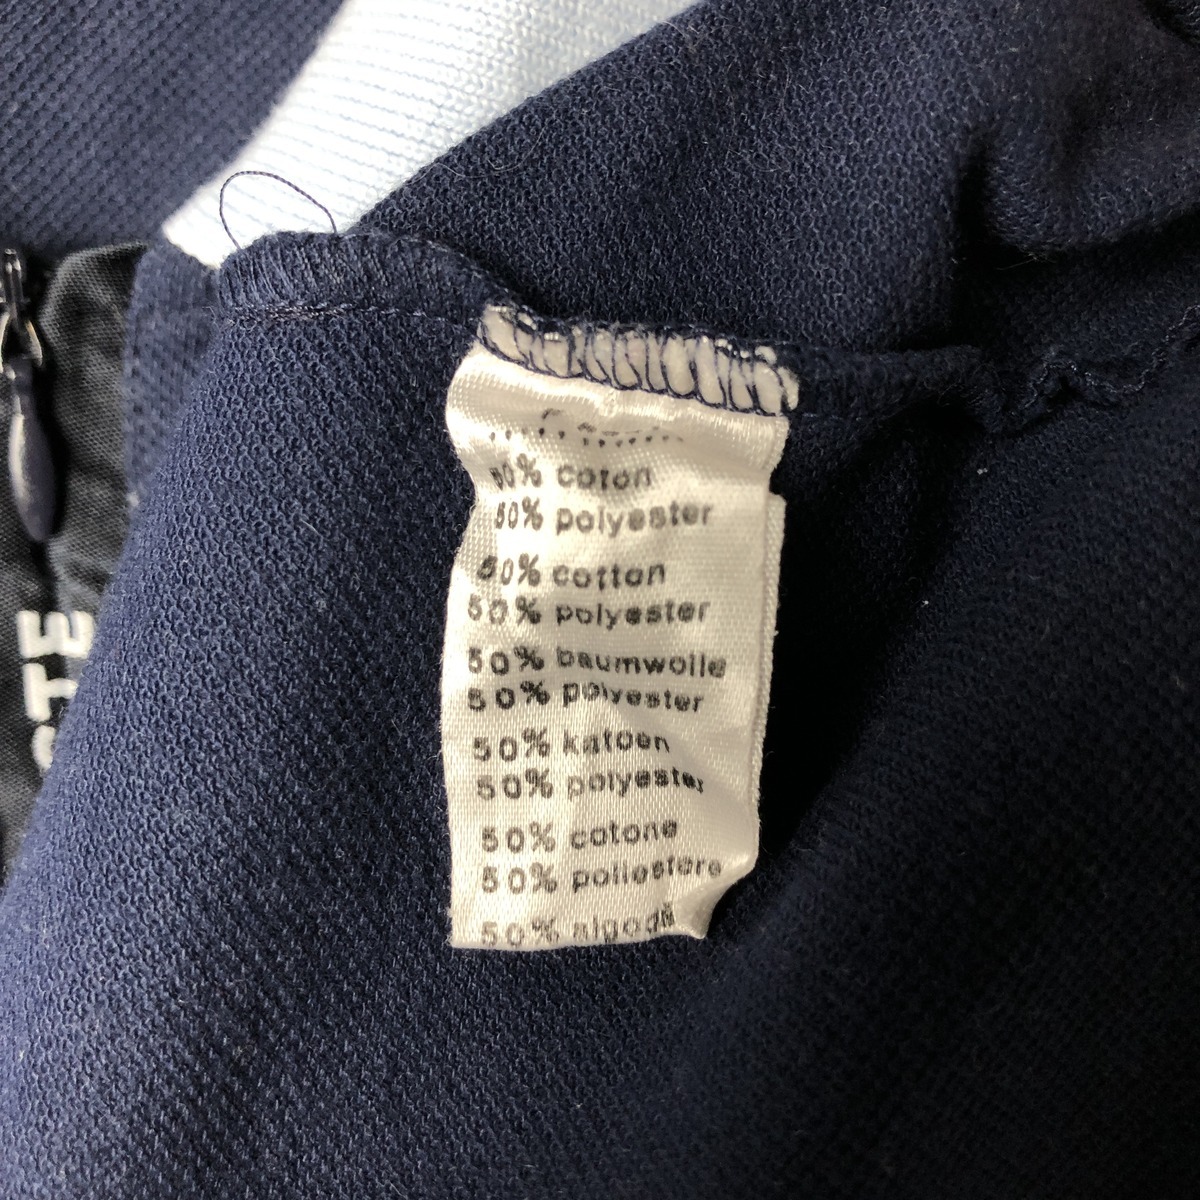 50% coton
50% polyester
50% cotton
50% polyester
50% baumwolle
50% polyester
50% katoen
50% polyester
50% cotone
50% poliestere
50%